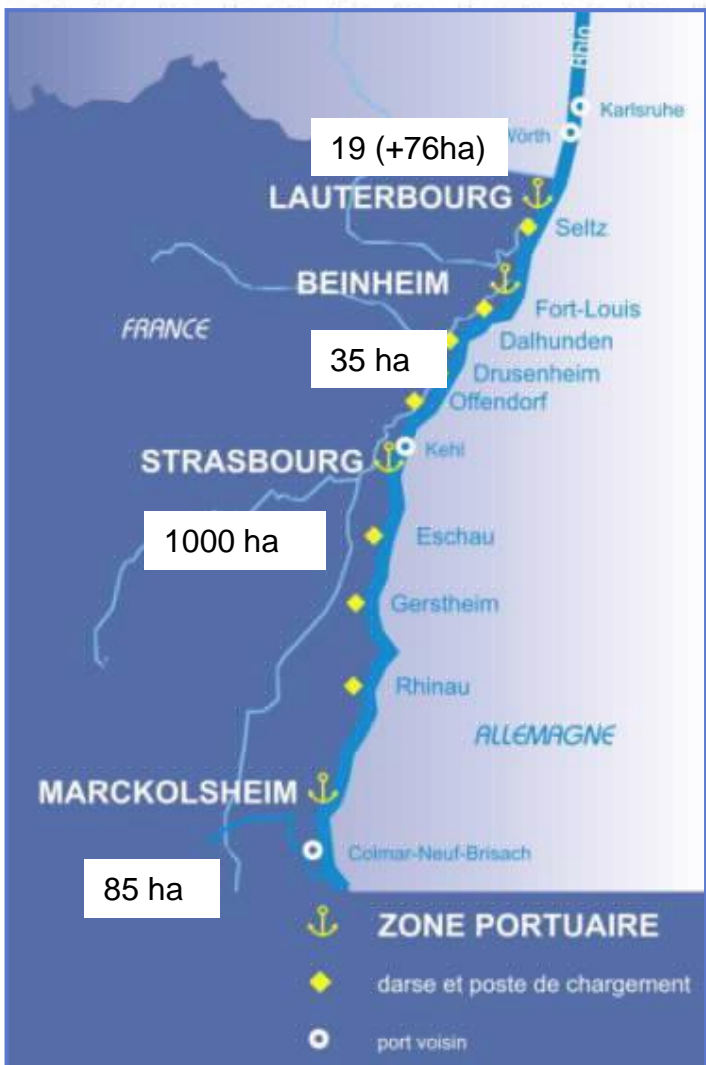 Rhin
Karlsruhe
Wörth
19 (+76ha)
LAUTERBOURG
Seltz
BEINHEIM
Fort-Louis
FRANCE
Dalhunden
35 ha
Drusenheim
Offendorf
Kehl
STRASBOURG
1000 ha
Eschau
Gerstheim
Rhinau
ALLEMAGNE
MARCKOLSHEIM
Colmar-Neuf-Brisach
85 ha
ZONE PORTUAIRE
darse et poste de chargement
port voisin